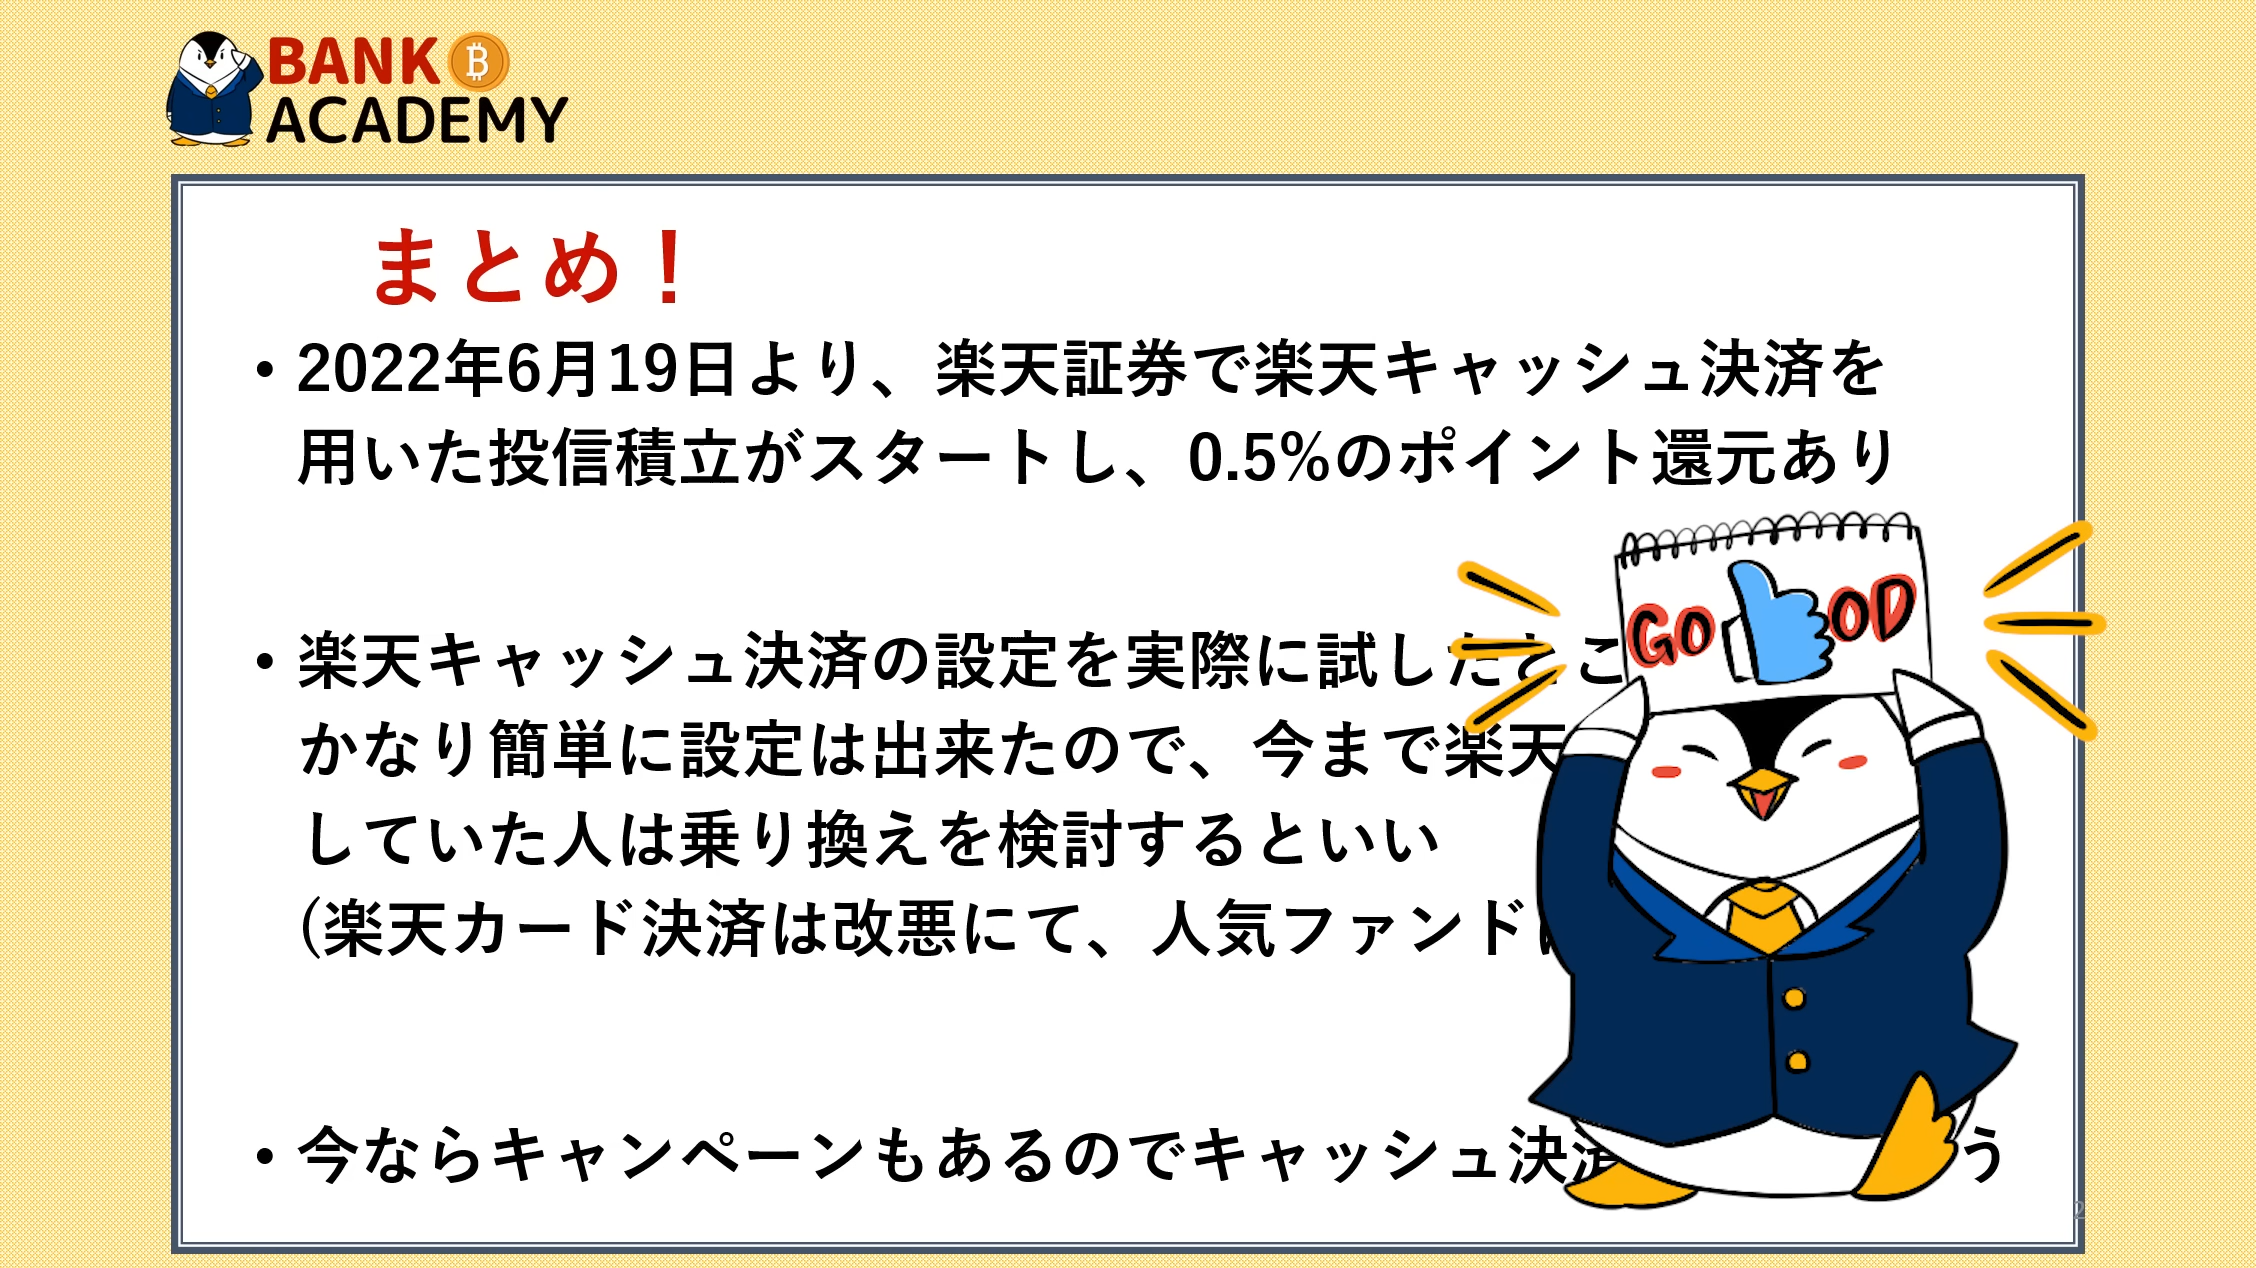 BANK
ACADEMY
まとめ！
・2022年6月19日より、楽天証券で楽天キャッシュ決済を
用いた投信積立がスタートし、0.5%のポイント還元あり
GOOD
・楽天キャッシュ決済の設定を実際に試したとこ
かなり簡単に設定は出来たので、今まで楽天
していた人は乗り換えを検討するといい
(楽天カード決済は改悪にて、人気ファンド
・今ならキャンペーンもあるのでキャッシュ決済 う
2